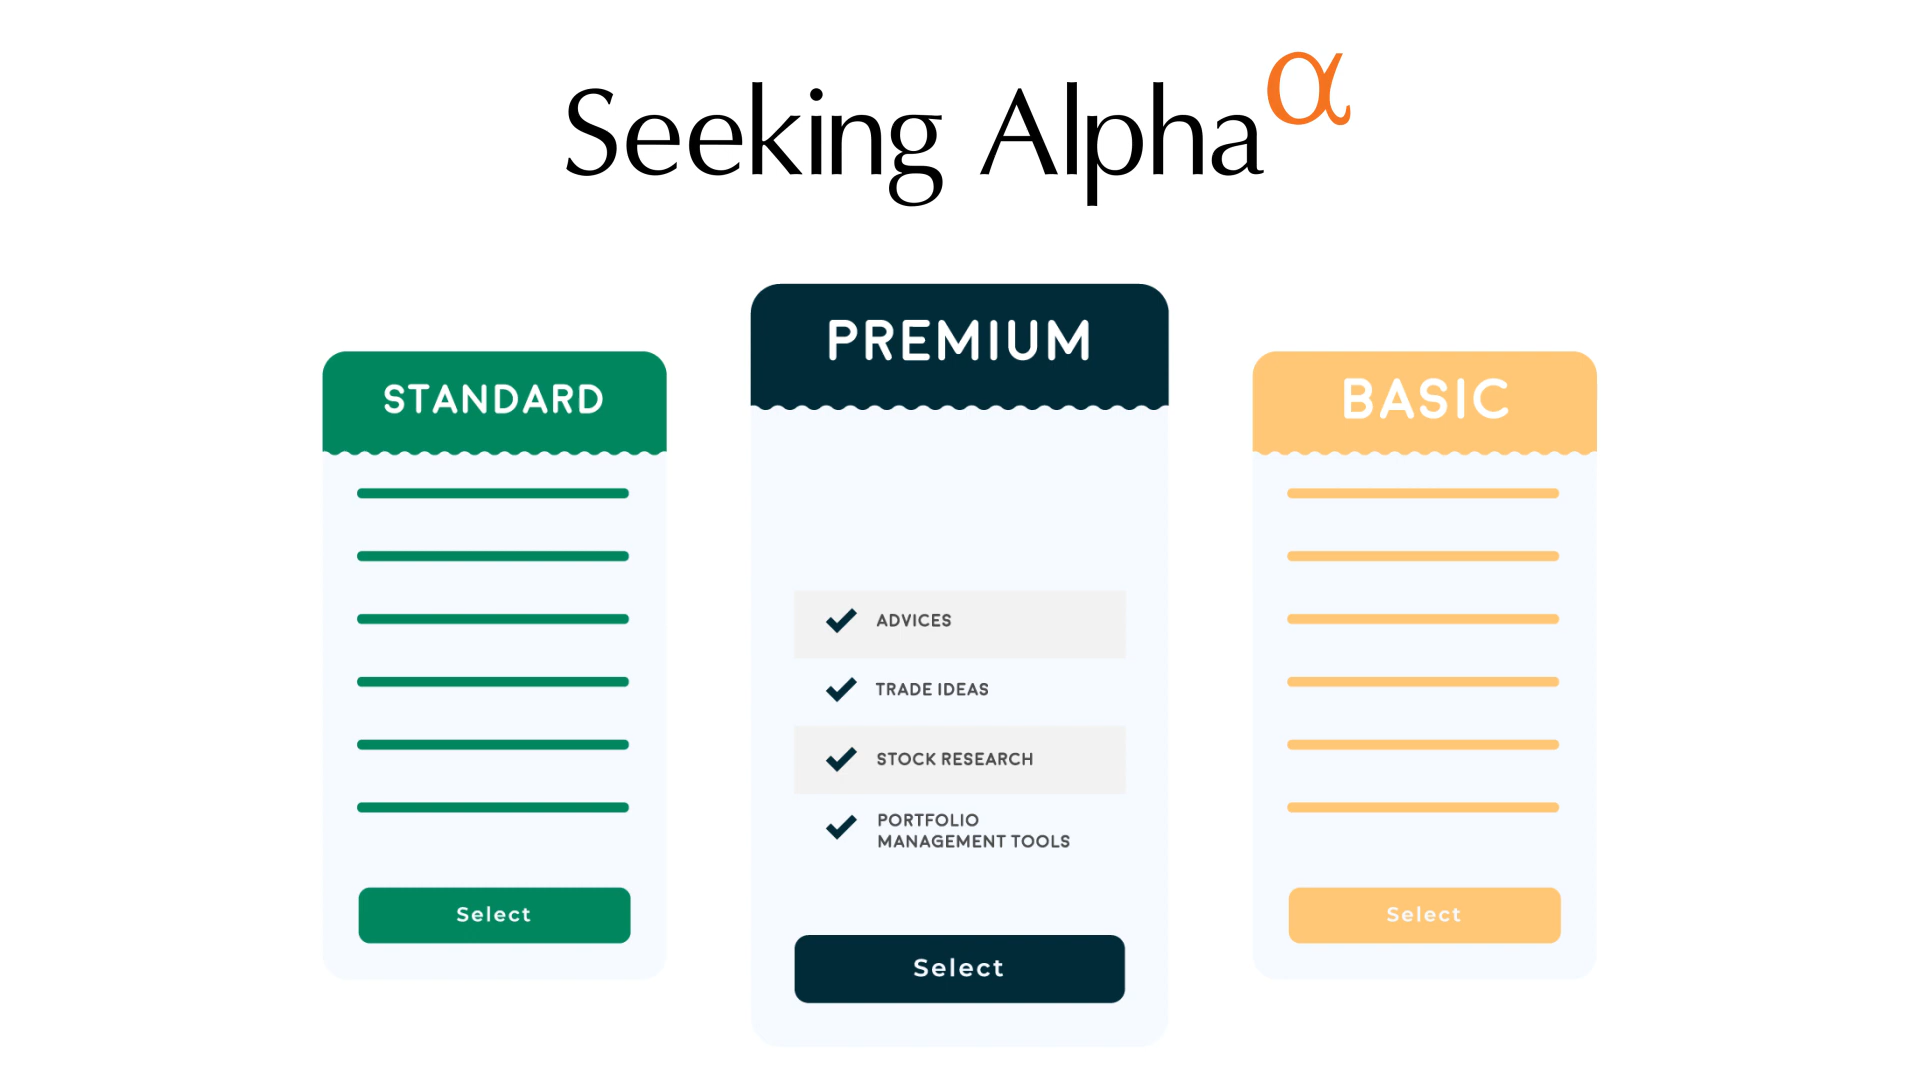 Seeking Alpha α
STANDARD
Select
PREMIUM
ADVICES
TRADE IDEAS
STOCK RESEARCH
PORTFOLIO
MANAGEMENT TOOLS
Select
BASIC
Select